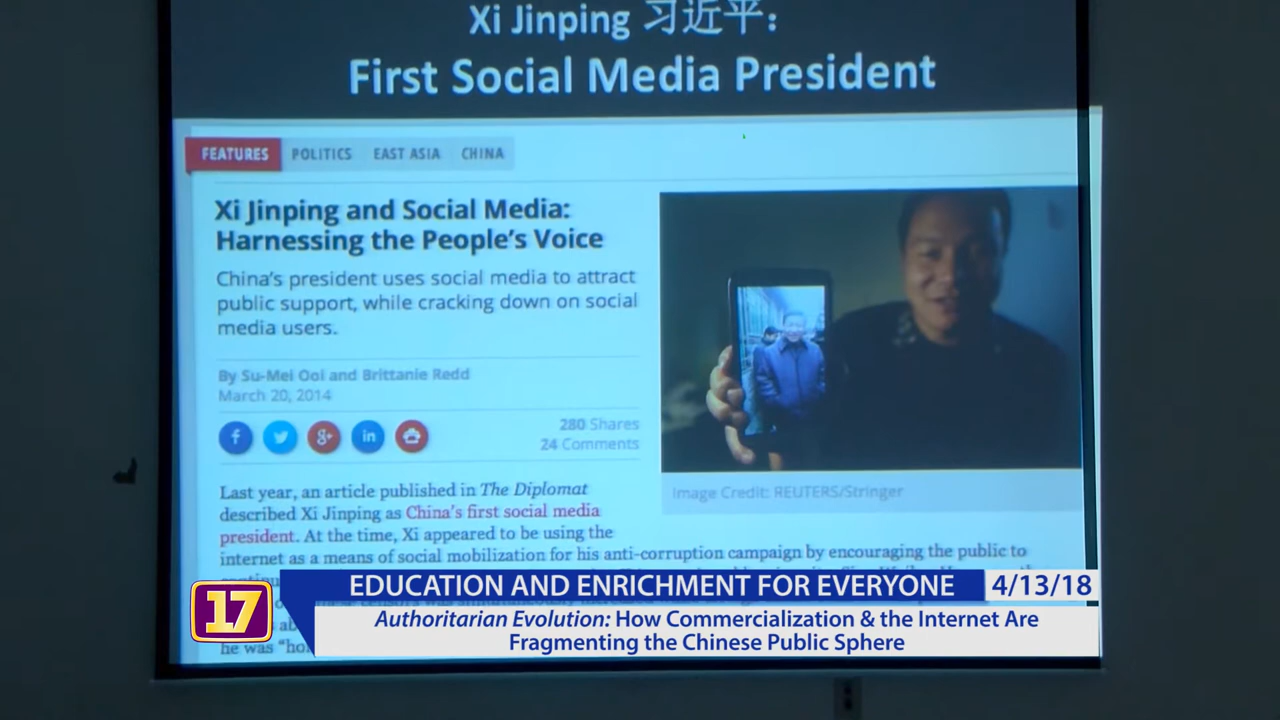 Xi Jinping 习近平:
First Social Media President
FEATURES POLITICS EAST ASIA CHINA
Xi Jinping and Social Media:
Harnessing the People's Voice
China's president uses social media to attract
public support, while cracking down on social
media users.
By Su-Mei Ooi and Brittanie Redd
March 20, 2014
f g+ in
280 Shares
24 Comments
Image Credit: REUTERS/Stringer
Last year, an article published in The Diplomat
described Xi Jinping as China's first social media
president. At the time, Xi appeared to be using the
internet as a means of social mobilization for his anti-corruption campaign by encouraging the public to
he was "ho
17
EDUCATION AND ENRICHMENT FOR EVERYONE 4/13/18
Authoritarian Evolution: How Commercialization & the Internet Are
Fragmenting the Chinese Public Sphere